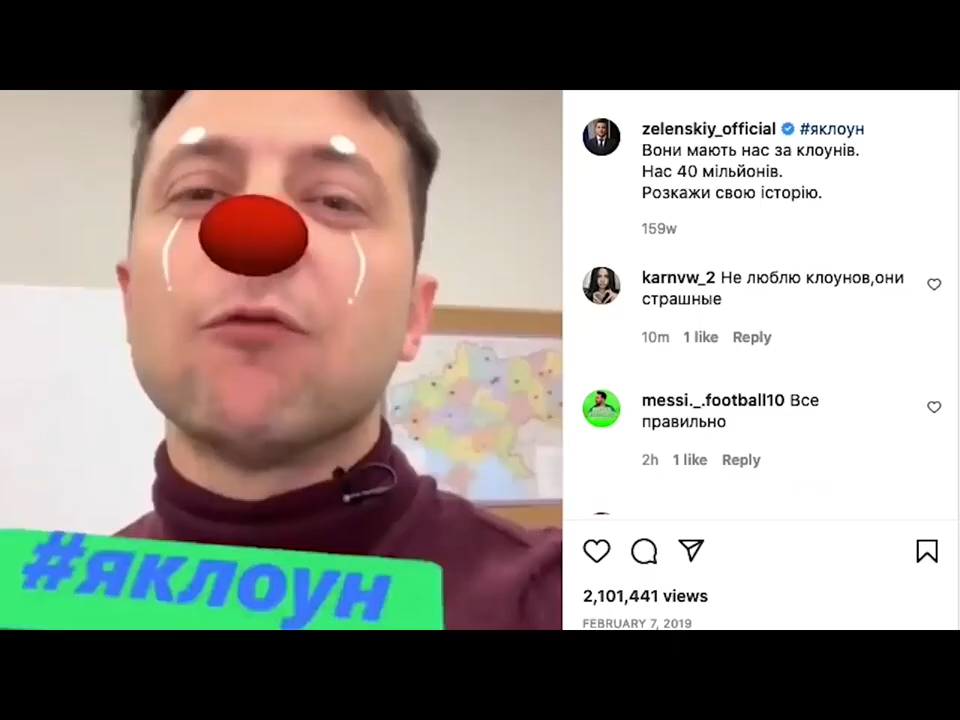 zelenskiy_official #яклоун
Вони мають нас за клоунів.
Нас 40 мільйонів.
Розкажи свою історію.
159w
karnvw_2 Не люблю клоунов,они
страшные
10m 1 like Reply
messi._.football10 Все
правильно
2h 1 like Reply
#яклоун
2,101,441 views
FEBRUARY 7, 2019